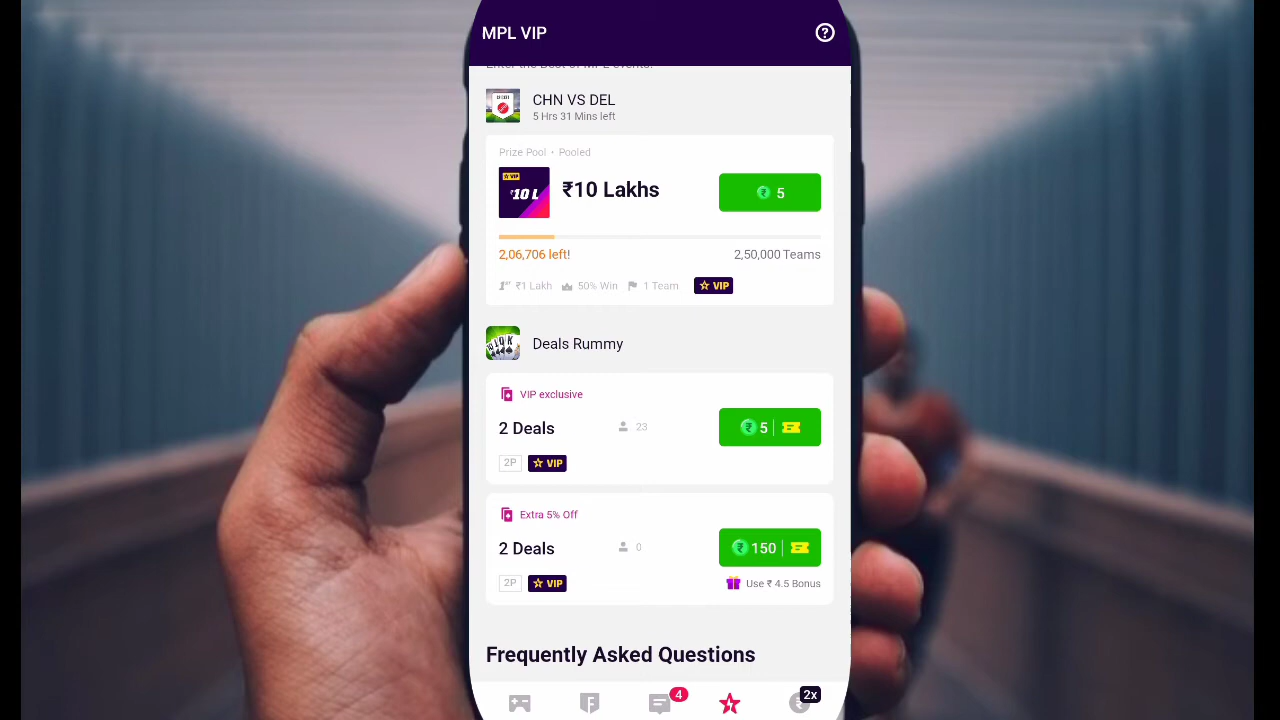 MPL VIP
CHN VS DEL
5 Hrs 31 Mins left
Prize Pool • Pooled
VIP
₹10 L
₹10 Lakhs
5
2,06,706 left!
2,50,000 Teams
1st ₹1 Lakh 50% Win 1 Team VIP
Deals Rummy
VIP exclusive
2 Deals 23
₹5
2P VIP
Extra 5% Off
2 Deals 0
₹150
2P VIP
Use ₹ 4.5 Bonus
Frequently Asked Questions
4
2x